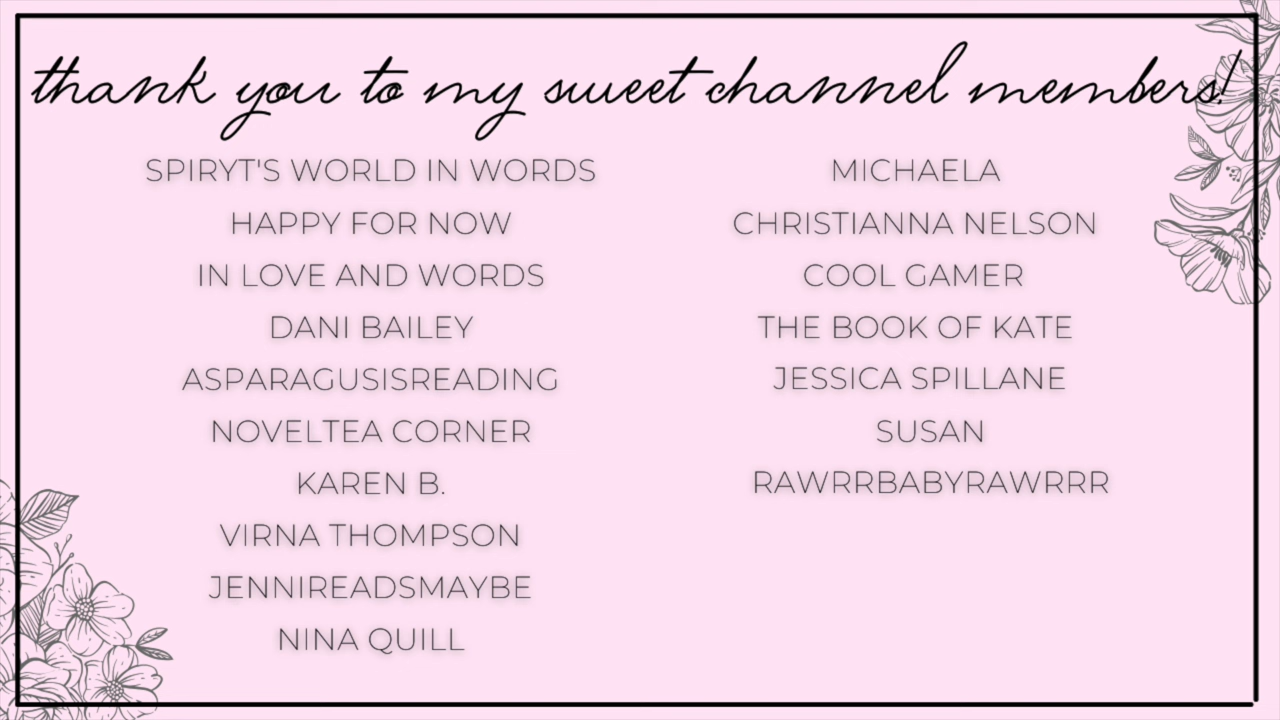 thank you to my sweet channel members!
SPIRYT'S WORLD IN WORDS
HAPPY FOR NOW
IN LOVE AND WORDS
DANI BAILEY
ASPARAGUSISREADING
NOVELTEA CORNER
KAREN B.
VIRNA THOMPSON
JENNIREADSMAYBE
NINA QUILL
MICHAELA
CHRISTIANNA NELSON
COOL GAMER
THE BOOK OF KATE
JESSICA SPILLANE
SUSAN
RAWRRBABYRAWRRR